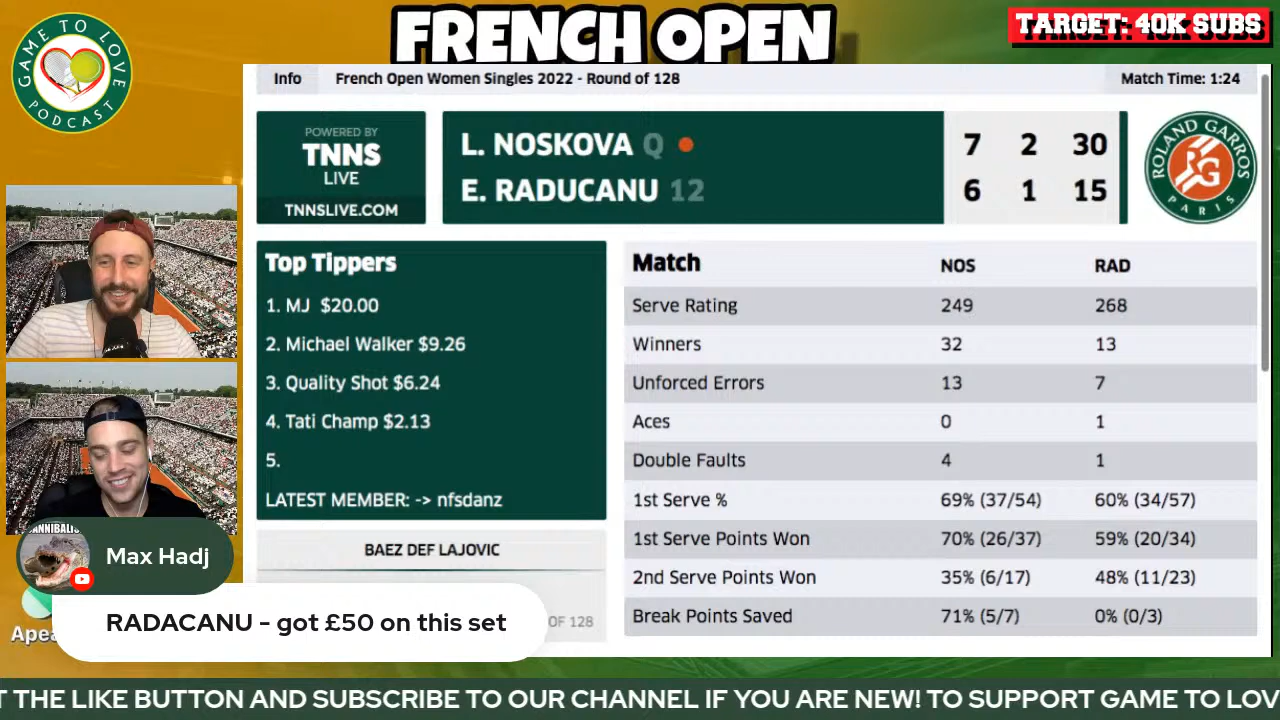 FRENCH OPEN
TARGET: 40K SUBS
GAME TO LOVE
PODCAST
Info French Open Women Singles 2022 - Round of 128 Match Time: 1:24
POWERED BY
TNNS
LIVE
TNNSLIVE.COM
L. NOSKOVA Q 7 2 30
E. RADUCANU 12 6 1 15
ROLAND GARROS
RG
PARIS
Top Tippers
1. MJ $20.00
2. Michael Walker $9.26
3. Quality Shot $6.24
4. Tati Champ $2.13
5.
LATEST MEMBER: -> nfsdanz
BAEZ DEF LAJOVIC
OF 128
Match NOS RAD
Serve Rating 249 268
Winners 32 13
Unforced Errors 13 7
Aces 0 1
Double Faults 4 1
1st Serve % 69% (37/54) 60% (34/57)
1st Serve Points Won 70% (26/37) 59% (20/34)
2nd Serve Points Won 35% (6/17) 48% (11/23)
Break Points Saved 71% (5/7) 0% (0/3)
Max Hadj
RADACANU - got £50 on this set
T THE LIKE BUTTON AND SUBSCRIBE TO OUR CHANNEL IF YOU ARE NEW! TO SUPPORT GAME TO LOV